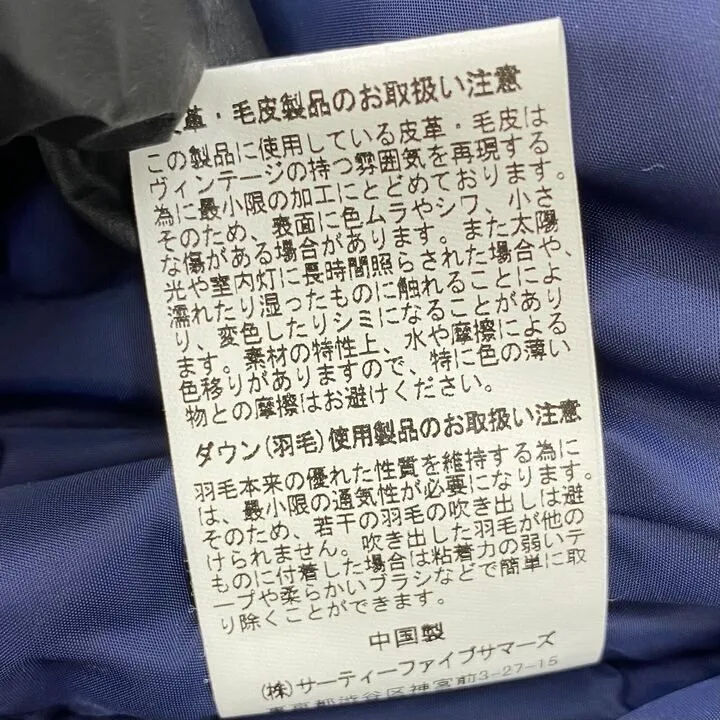 皮革・毛皮製品のお取扱い注意
この製品に使用している皮革・毛皮は
ヴィンテージの持つ雰囲気を再現する
為に最小限の加工にとどめております。
そのため、表面に色ムラやシワ、小さ
な傷がある場合があります。また太陽
光や室内灯に長時間照らされた場合や、
濡れたり湿ったものに触れることによ
り、変色したりシミになることがあり
ます。素材の特性上、水や摩擦による
色移りがありますので、特に色の薄い
物との摩擦はお避けください。
ダウン(羽毛)使用製品のお取扱い注意
羽毛本来の優れた性質を維持する為に
は、最小限の通気性が必要になります。
そのため、若干の羽毛の吹き出しは避
けられません。吹き出した羽毛が他の
ものに付着した場合は粘着力の弱いテ
ープや柔らかいブラシなどで簡単に取
り除くことができます。
中国製
(株)サーティーファイブサマーズ
東京都渋谷区神宮前3-27-15